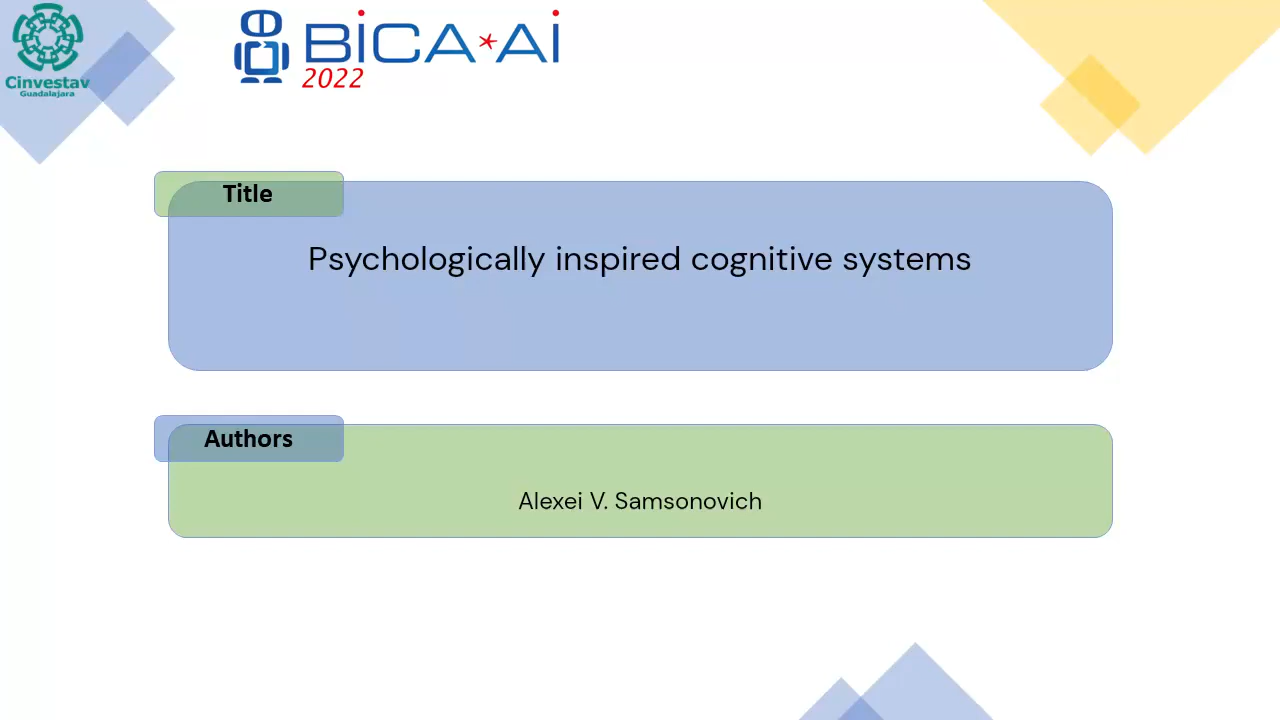 Cinvestav
Guadalajara
BiCA*Ai
2022
Title
Psychologically inspired cognitive systems
Authors
Alexei V. Samsonovich